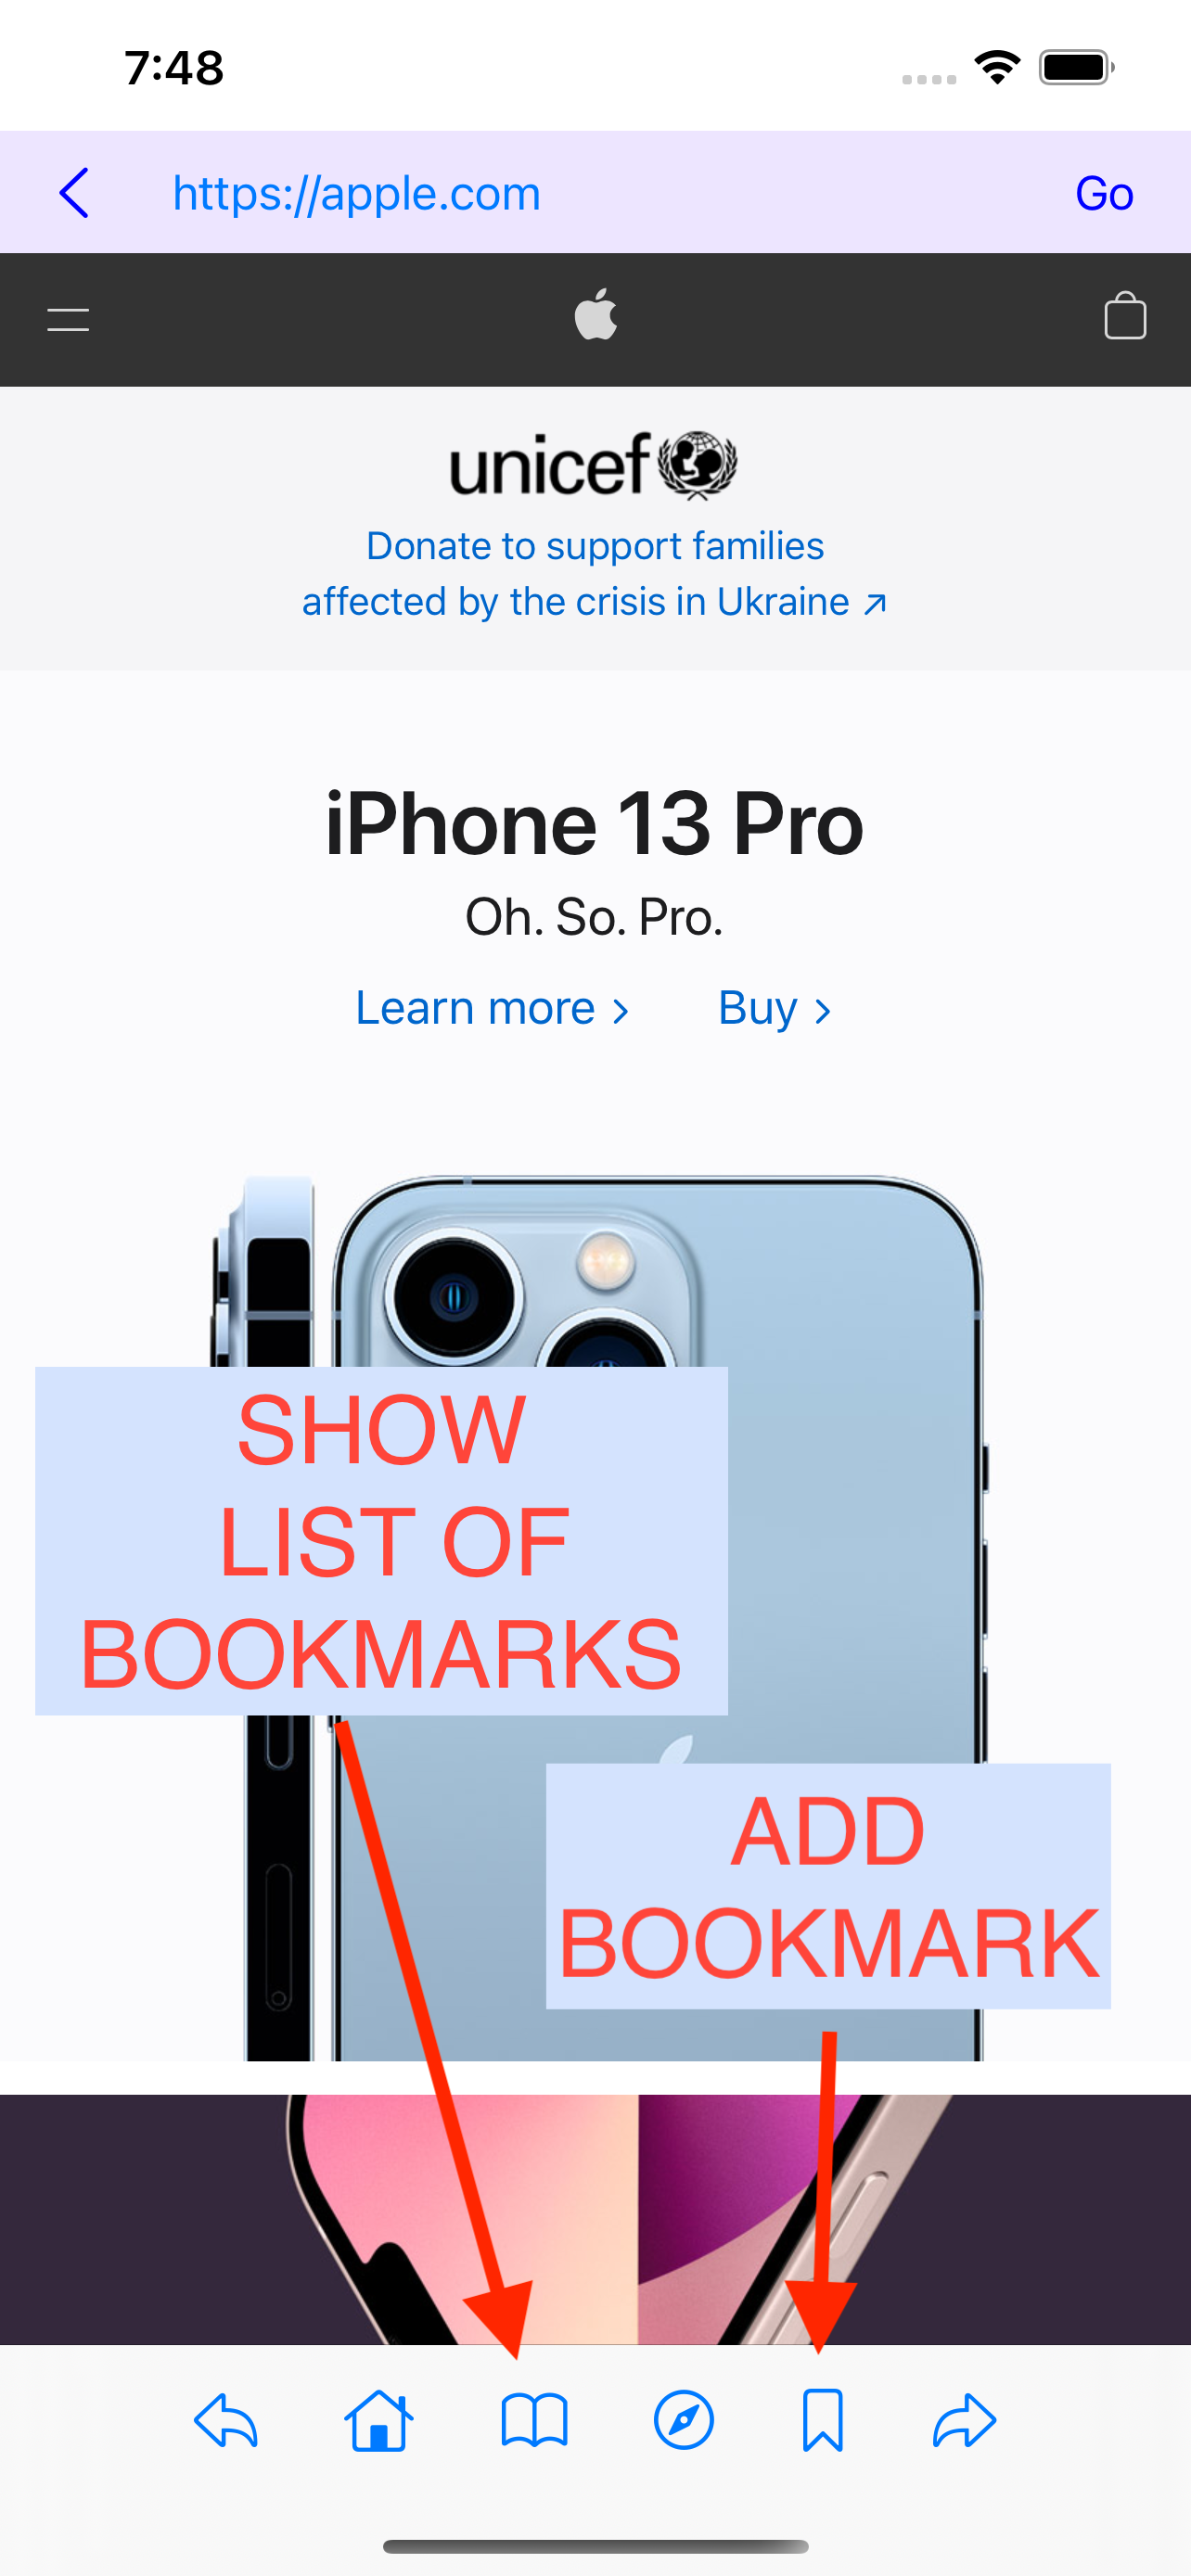 7:48
https://apple.com
Go
unicef
Donate to support families
affected by the crisis in Ukraine ↗
iPhone 13 Pro
Oh. So. Pro.
Learn more > Buy >
SHOW
LIST OF
BOOKMARKS
ADD
BOOKMARK